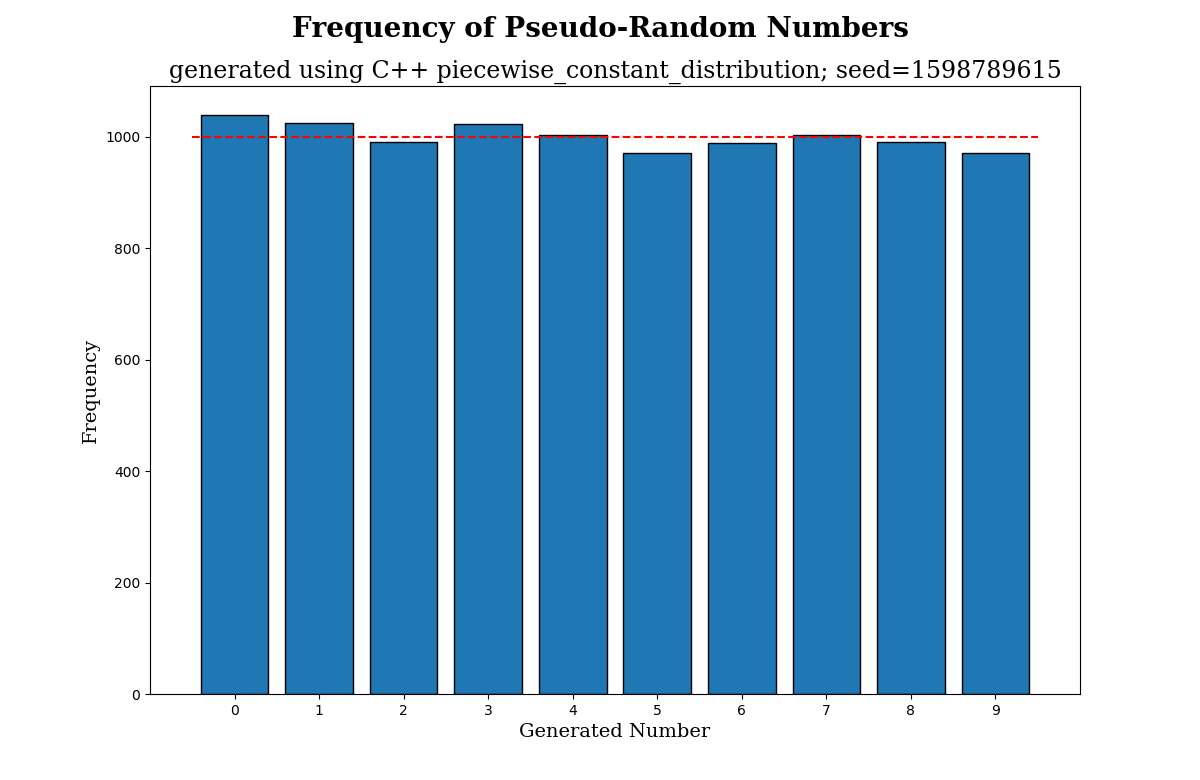 Frequency of Pseudo-Random Numbers
generated using C++ piecewise_constant_distribution; seed=1598789615
1000
800
600
400
200
0
Frequency
0 1 2 3 4 5 6 7 8 9
Generated Number